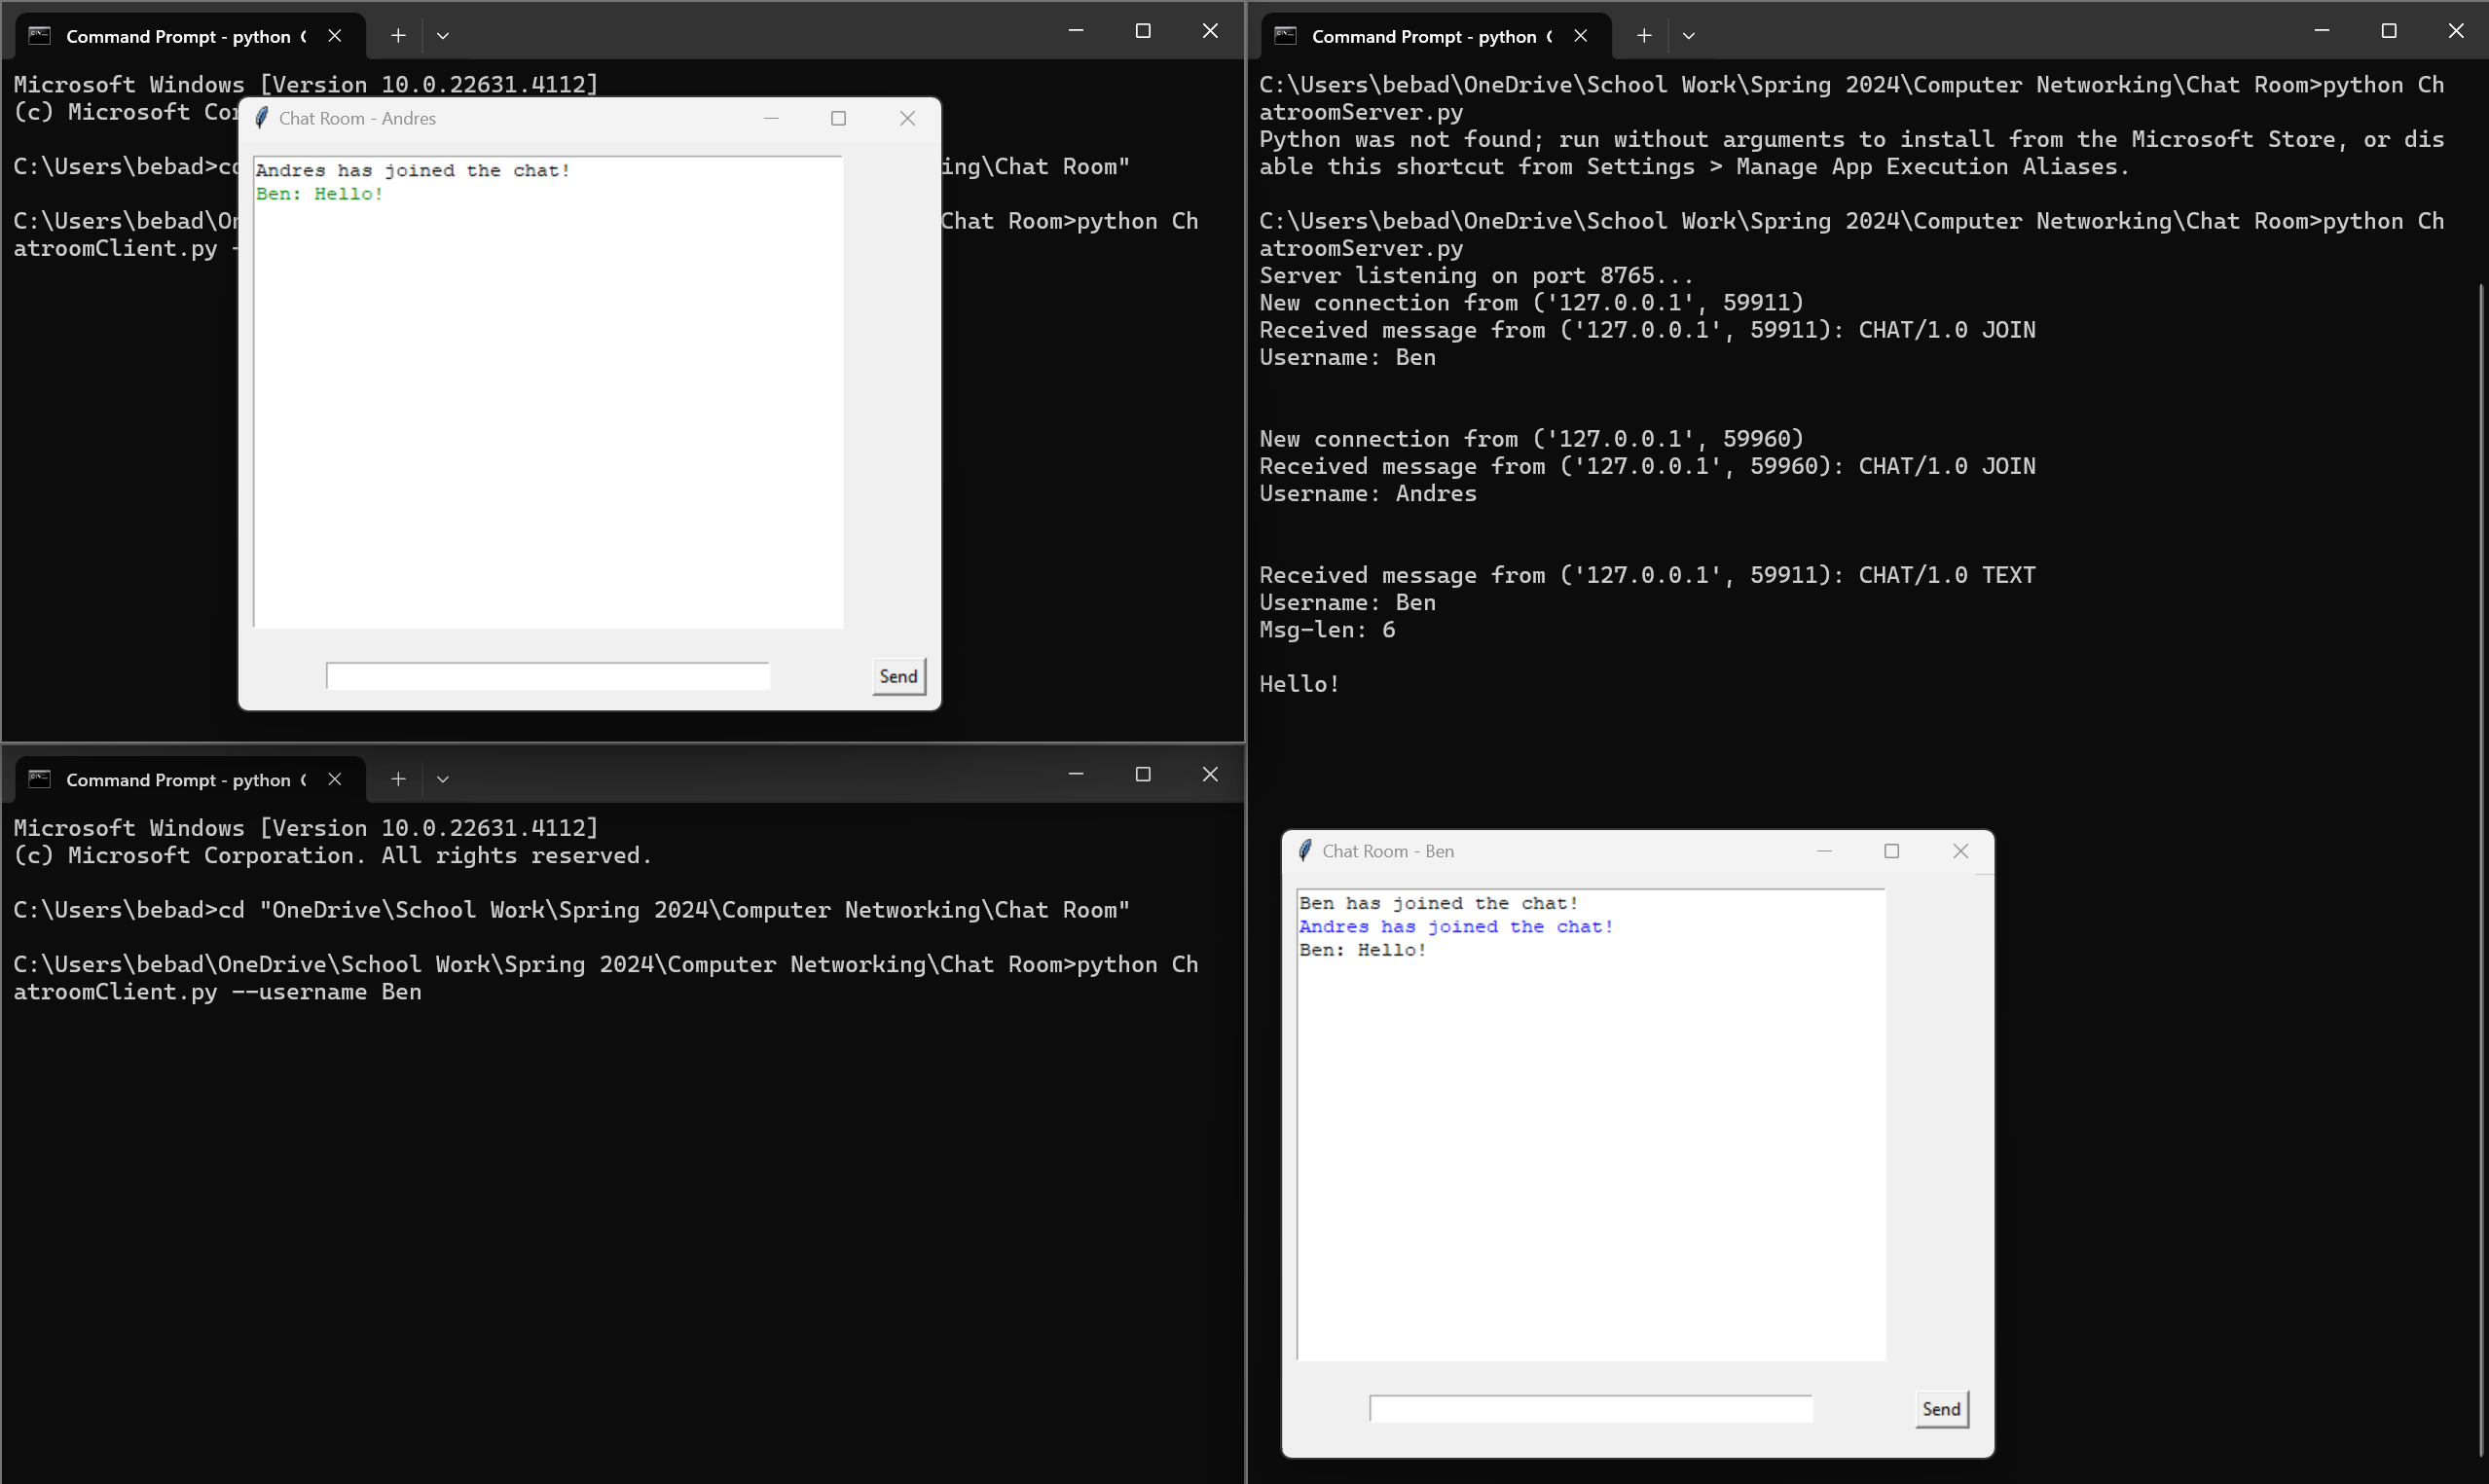 Command Prompt - python
Microsoft Windows [Version 10.0.22631.4112]
(c) Microsoft
C:\Users\bebad>cd
ing\Chat Room"
C:\Users\bebad\
Chat Room>python Ch
atroomClient.py
Chat Room - Andres
Andres has joined the chat!
Ben: Hello!
Send
Command Prompt - python
Microsoft Windows [Version 10.0.22631.4112]
(c) Microsoft Corporation. All rights reserved.
C:\Users\bebad>cd "OneDrive\School Work\Spring 2024\Computer Networking\Chat Room"
C:\Users\bebad\OneDrive\School Work\Spring 2024\Computer Networking\Chat Room>python Ch
atroomClient.py --username Ben
Command Prompt - python
C:\Users\bebad\OneDrive\School Work\Spring 2024\Computer Networking\Chat Room>python Ch
atroomServer.py
Python was not found; run without arguments to install from the Microsoft Store, or dis
able this shortcut from Settings > Manage App Execution Aliases.
C:\Users\bebad\OneDrive\School Work\Spring 2024\Computer Networking\Chat Room>python Ch
atroomServer.py
Server listening on port 8765...
New connection from ('127.0.0.1', 59911)
Received message from ('127.0.0.1', 59911): CHAT/1.0 JOIN
Username: Ben
New connection from ('127.0.0.1', 59960)
Received message from ('127.0.0.1', 59960): CHAT/1.0 JOIN
Username: Andres
Received message from ('127.0.0.1', 59911): CHAT/1.0 TEXT
Username: Ben
Msg-len: 6
Hello!
Chat Room - Ben
Ben has joined the chat!
Andres has joined the chat!
Ben: Hello!
Send